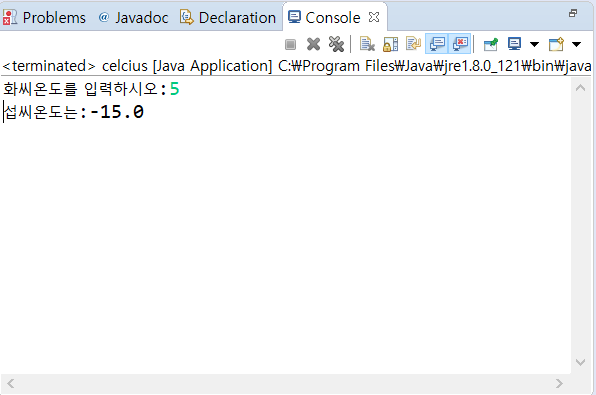 Problems @ Javadoc Declaration Console
<terminated> celcius [Java Application] C:₩Program Files₩Java₩jre1.8.0_121₩bin₩java
화씨온도를 입력하시오:5
섭씨온도는:-15.0